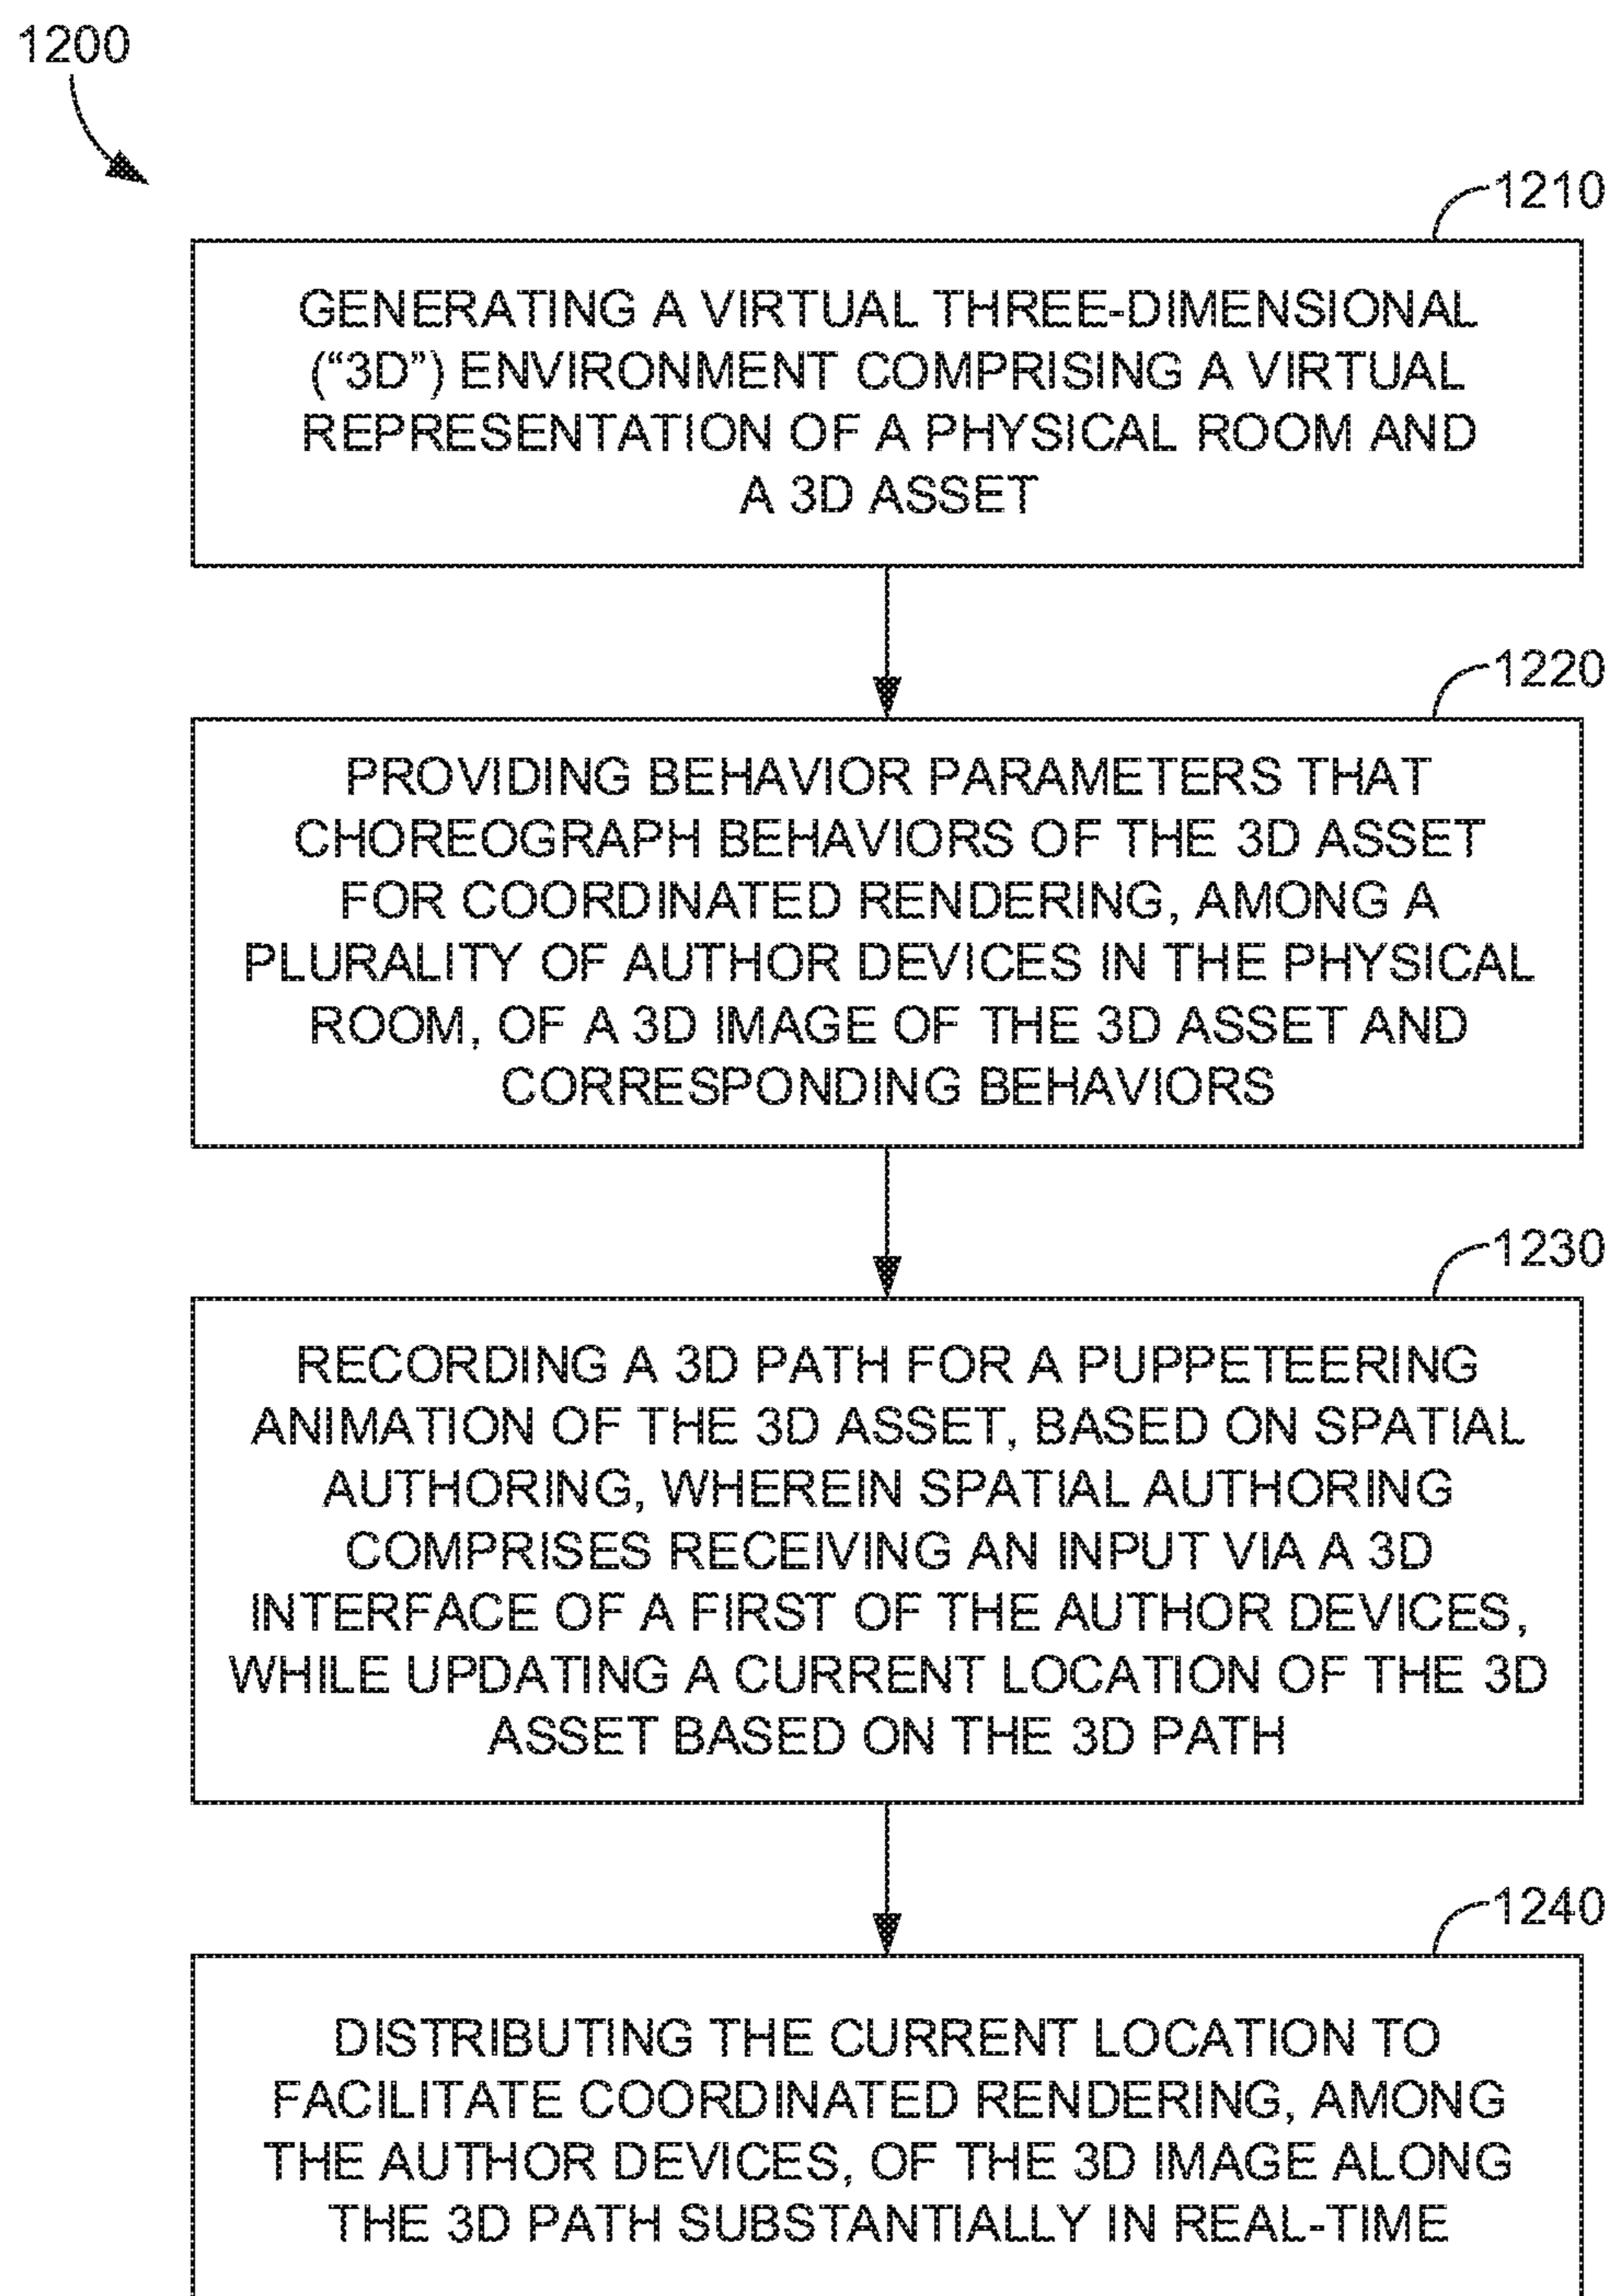 1200
1210
GENERATING A VIRTUAL THREE-DIMENSIONAL
(“3D”) ENVIRONMENT COMPRISING A VIRTUAL
REPRESENTATION OF A PHYSICAL ROOM AND
A 3D ASSET
1220
PROVIDING BEHAVIOR PARAMETERS THAT
CHOREOGRAPH BEHAVIORS OF THE 3D ASSET
FOR COORDINATED RENDERING, AMONG A
PLURALITY OF AUTHOR DEVICES IN THE PHYSICAL
ROOM, OF A 3D IMAGE OF THE 3D ASSET AND
CORRESPONDING BEHAVIORS
1230
RECORDING A 3D PATH FOR A PUPPETEERING
ANIMATION OF THE 3D ASSET, BASED ON SPATIAL
AUTHORING, WHEREIN SPATIAL AUTHORING
COMPRISES RECEIVING AN INPUT VIA A 3D
INTERFACE OF A FIRST OF THE AUTHOR DEVICES,
WHILE UPDATING A CURRENT LOCATION OF THE 3D
ASSET BASED ON THE 3D PATH
1240
DISTRIBUTING THE CURRENT LOCATION TO
FACILITATE COORDINATED RENDERING, AMONG
THE AUTHOR DEVICES, OF THE 3D IMAGE ALONG
THE 3D PATH SUBSTANTIALLY IN REAL-TIME